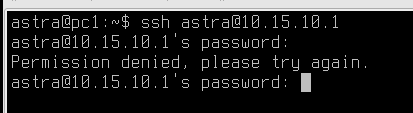 astra@pc1:~$ ssh astra@10.15.10.1
astra@10.15.10.1's password:
Permission denied, please try again.
astra@10.15.10.1's password: